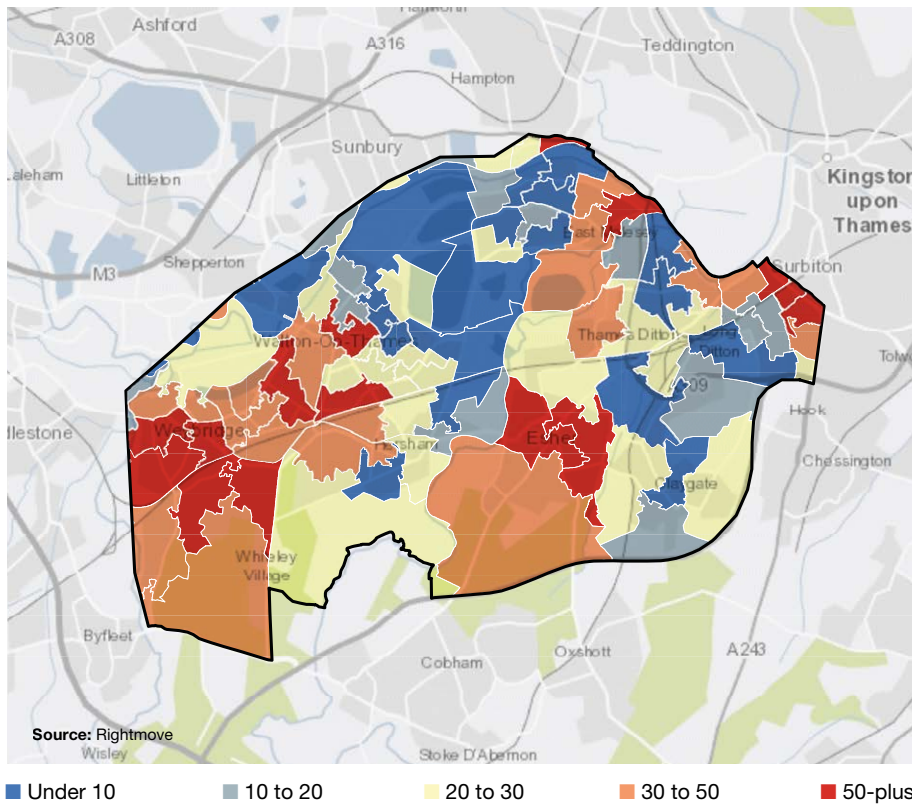 Ashford
A308
A316
Teddington
Hampton
Sunbury
Laleham
Littleton
Kingston
upon
Thames
East Molesey
M3
Shepperton
Surbiton
Walton-On-Thames
Thames Ditton
Long
Ditton
Tolw
309
Hook
dlestone
Weybridge
Hersham
Esher
Chessington
Claygate
Whiteley
Village
Byfleet
Cobham
Oxshott
A243
Source: Rightmove
Wisley
Stoke D'Abernon
Under 10
10 to 20
20 to 30
30 to 50
50-plus